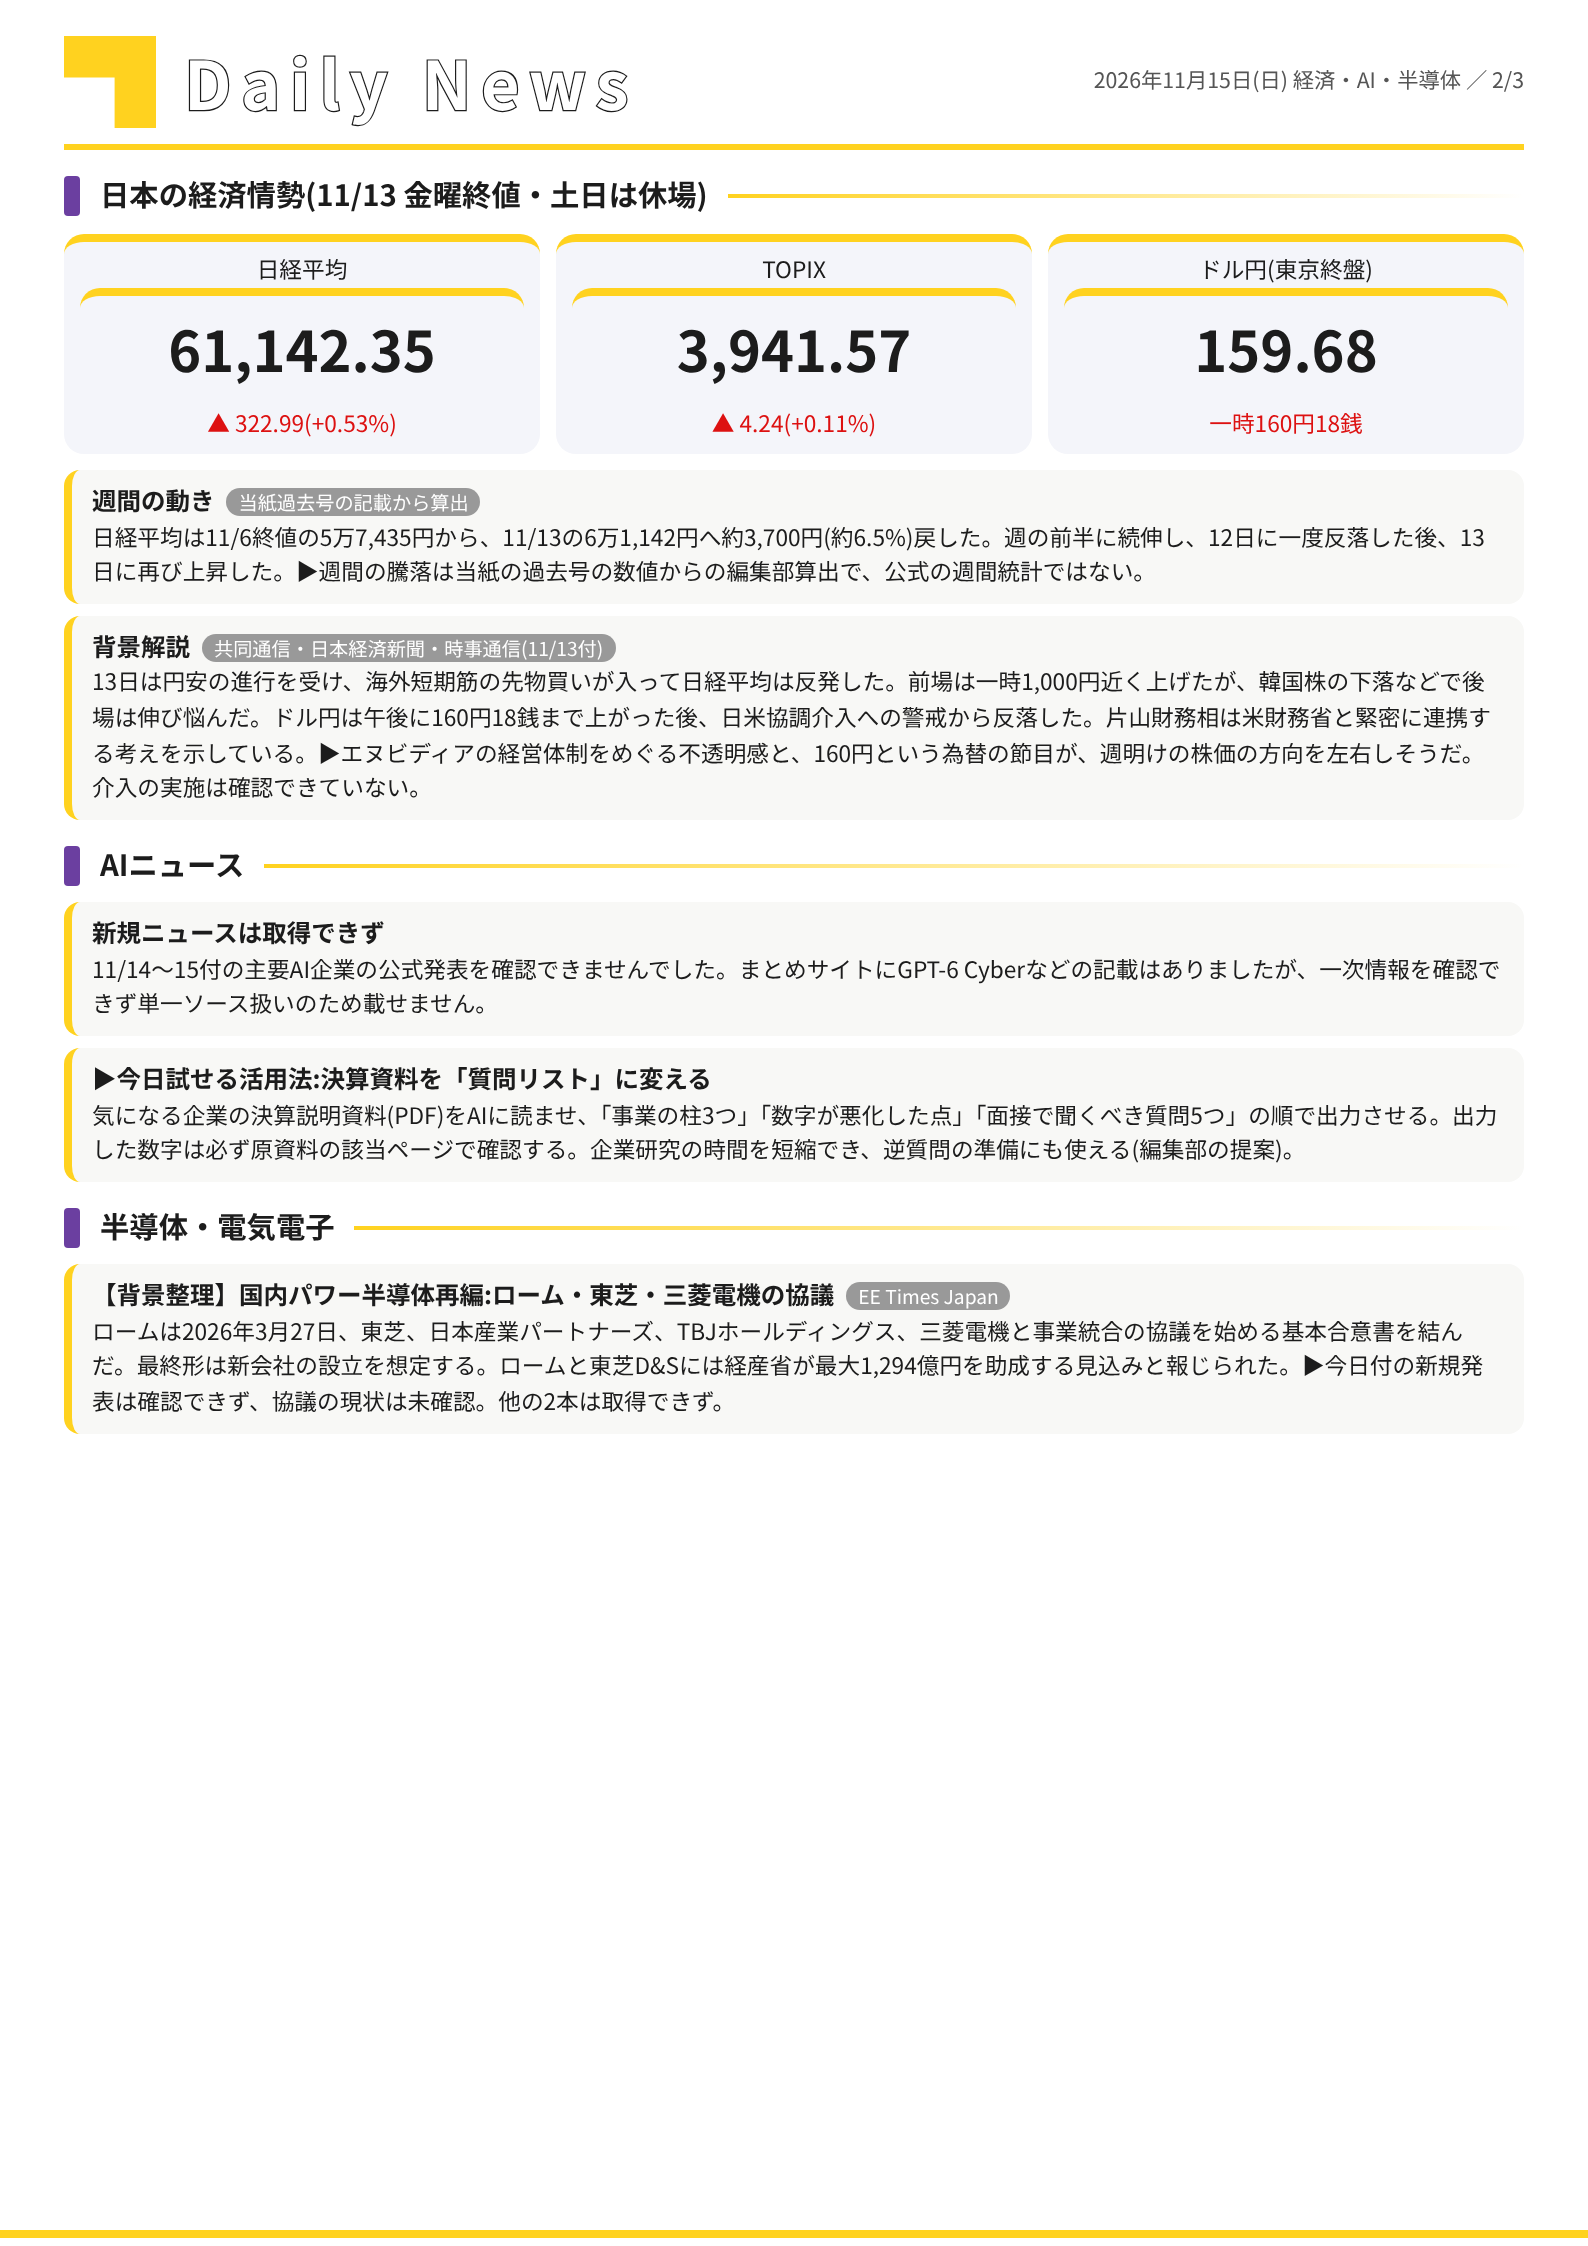 Daily News
2026年11月15日(日) 経済・AI・半導体 ／ 2/3
日本の経済情勢(11/13 金曜終値・土日は休場)
日経平均
61,142.35
▲ 322.99(+0.53%)
TOPIX
3,941.57
▲ 4.24(+0.11%)
ドル円(東京終盤)
159.68
一時160円18銭
週間の動き 当紙過去号の記載から算出
日経平均は11/6終値の5万7,435円から、11/13の6万1,142円へ約3,700円(約6.5%)戻した。週の前半に続伸し、12日に一度反落した後、13
日に再び上昇した。▶週間の騰落は当紙の過去号の数値からの編集部算出で、公式の週間統計ではない。
背景解説 共同通信・日本経済新聞・時事通信(11/13付)
13日は円安の進行を受け、海外短期筋の先物買いが入って日経平均は反発した。前場は一時1,000円近く上げたが、韓国株の下落などで後
場は伸び悩んだ。ドル円は午後に160円18銭まで上がった後、日米協調介入への警戒から反落した。片山財務相は米財務省と緊密に連携す
る考えを示している。▶エヌビディアの経営体制をめぐる不透明感と、160円という為替の節目が、週明けの株価の方向を左右しそうだ。
介入の実施は確認できていない。
AIニュース
新規ニュースは取得できず
11/14〜15付の主要AI企業の公式発表を確認できませんでした。まとめサイトにGPT-6 Cyberなどの記載はありましたが、一次情報を確認で
きず単一ソース扱いのため載せません。
▶今日試せる活用法:決算資料を「質問リスト」に変える
気になる企業の決算説明資料(PDF)をAIに読ませ、「事業の柱3つ」「数字が悪化した点」「面接で聞くべき質問5つ」の順で出力させる。出力
した数字は必ず原資料の該当ページで確認する。企業研究の時間を短縮でき、逆質問の準備にも使える(編集部の提案)。
半導体・電気電子
【背景整理】国内パワー半導体再編:ローム・東芝・三菱電機の協議 EE Times Japan
ロームは2026年3月27日、東芝、日本産業パートナーズ、TBJホールディングス、三菱電機と事業統合の協議を始める基本合意書を結ん
だ。最終形は新会社の設立を想定する。ロームと東芝D&Sには経産省が最大1,294億円を助成する見込みと報じられた。▶今日付の新規発
表は確認できず、協議の現状は未確認。他の2本は取得できず。